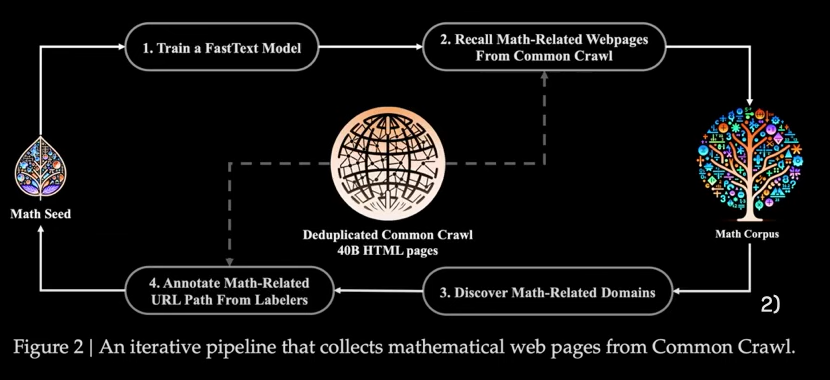 1. Train a FastText Model
2. Recall Math-Related Webpages
From Common Crawl
Math Seed
Deduplicated Common Crawl
40B HTML pages
Math Corpus
4. Annotate Math-Related
URL Path From Labelers
3. Discover Math-Related Domains
2)
Figure 2 | An iterative pipeline that collects mathematical web pages from Common Crawl.